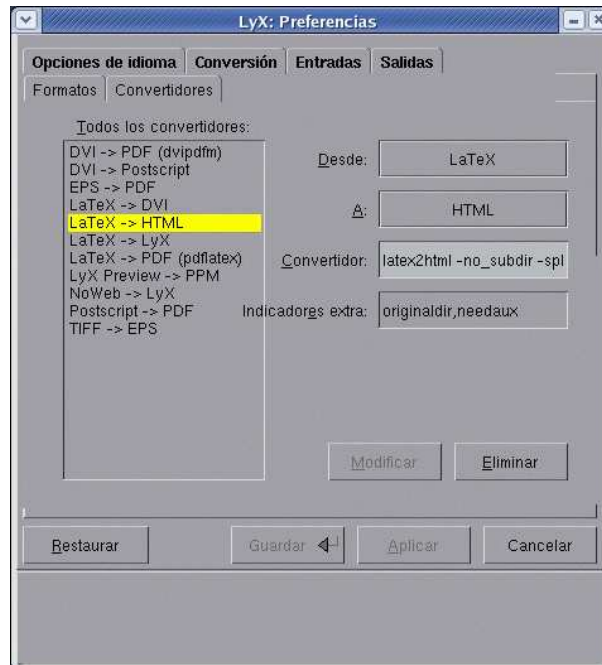 LyX: Preferencias
Opciones de idioma Conversión Entradas Salidas
Formatos Convertidores
Todos los convertidores:
DVI -> PDF (dvipdfm)
DVI -> Postscript
EPS -> PDF
LaTeX -> DVI
LaTeX -> HTML
LaTeX -> LyX
LaTeX -> PDF (pdflatex)
LyX Preview -> PPM
NoWeb -> LyX
Postscript -> PDF
TIFF -> EPS
Desde: LaTeX
A: HTML
Convertidor: latex2html -no_subdir -spl
Indicadores extra: originaldir,needaux
Modificar Eliminar
Restaurar Guardar Aplicar Cancelar